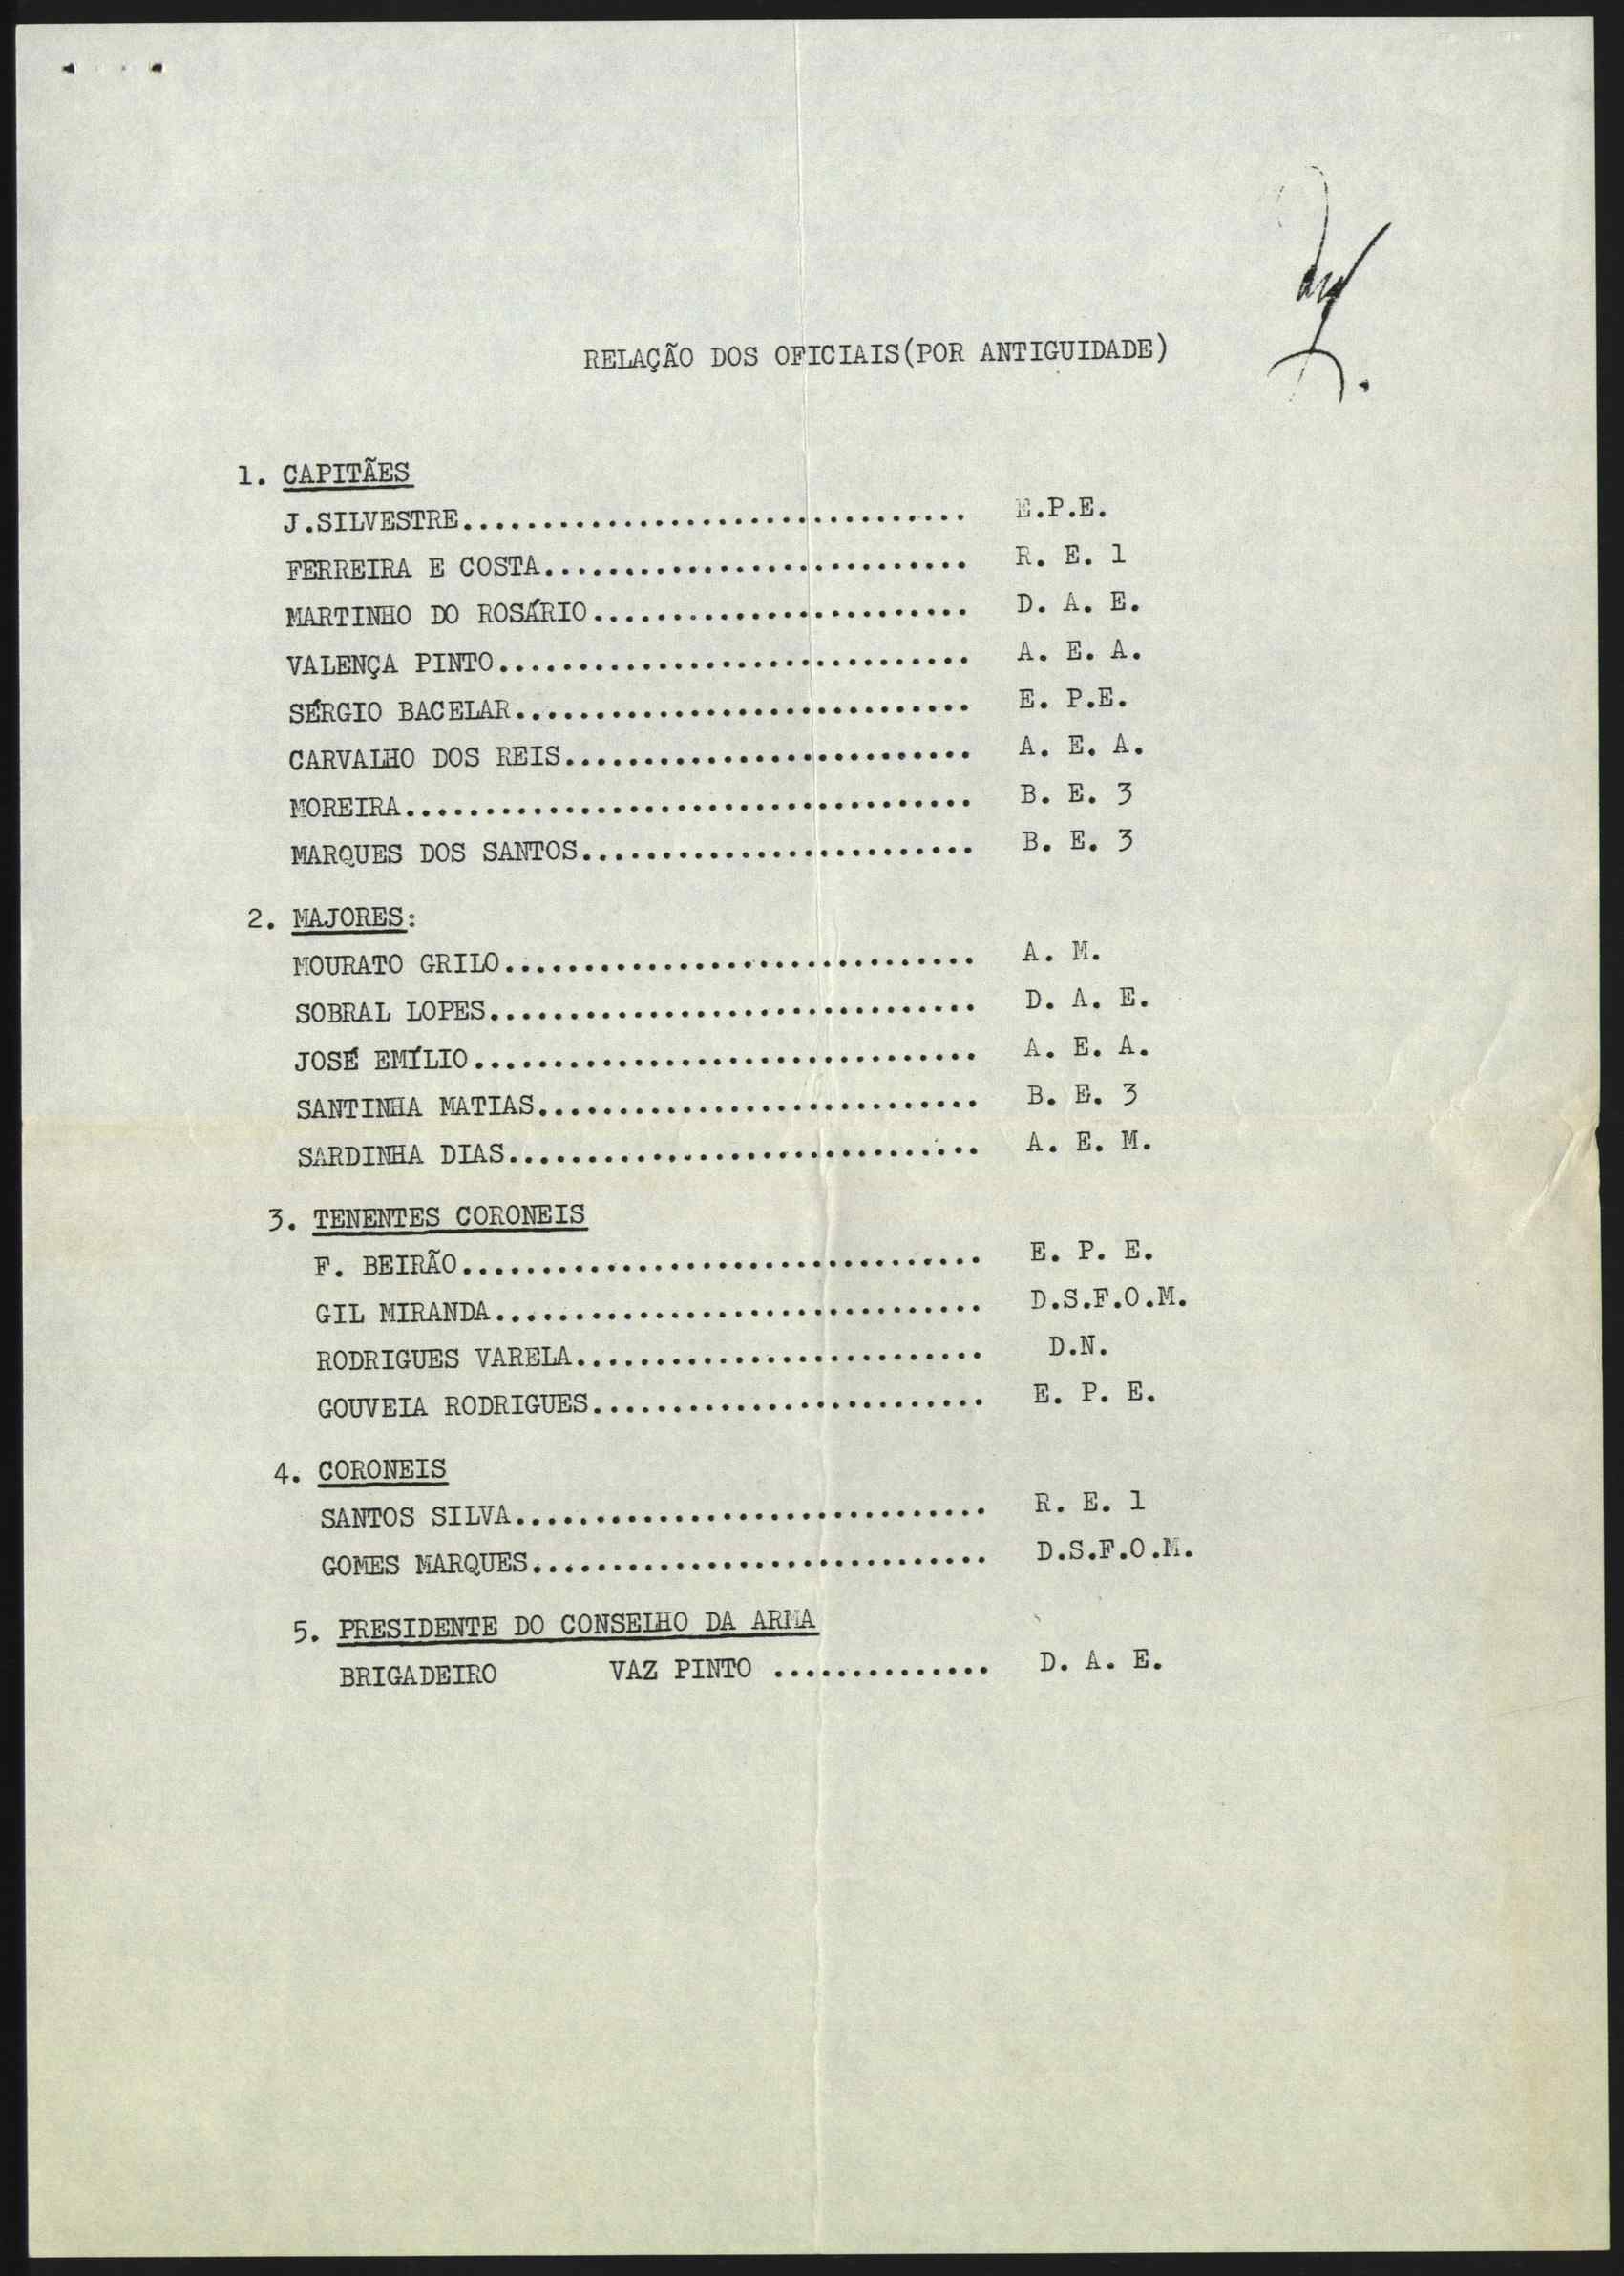 RELAÇÃO DOS OFICIAIS(POR ANTIGUIDADE)
1. CAPITÃES
J.SILVESTRE................................ E.P.E.
FERREIRA E COSTA........................... R. E. 1
MARTINHO DO ROSÁRIO........................ D. A. E.
VALENÇA PINTO.............................. A. E. A.
SÉRGIO BACELAR............................. E. P.E.
CARVALHO DOS REIS.......................... A. E. A.
MOREIRA.................................... B. E. 3
MARQUES DOS SANTOS......................... B. E. 3
2. MAJORES:
MOURATO GRILO.............................. A. M.
SOBRAL LOPES............................... D. A. E.
JOSÉ EMÍLIO................................ A. E. A.
SANTINHA MATIAS............................ B. E. 3
SARDINHA DIAS.............................. A. E. M.
3. TENENTES CORONEIS
F. BEIRÃO................................. E. P. E.
GIL MIRANDA............................... D.S.F.O.M.
RODRIGUES VARELA.......................... D.N.
GOUVEIA RODRIGUES......................... E. P. E.
4. CORONEIS
SANTOS SILVA.............................. R. E. 1
GOMES MARQUES............................. D.S.F.O.M.
5. PRESIDENTE DO CONSELHO DA ARMA
BRIGADEIRO VAZ PINTO .............. D. A. E.